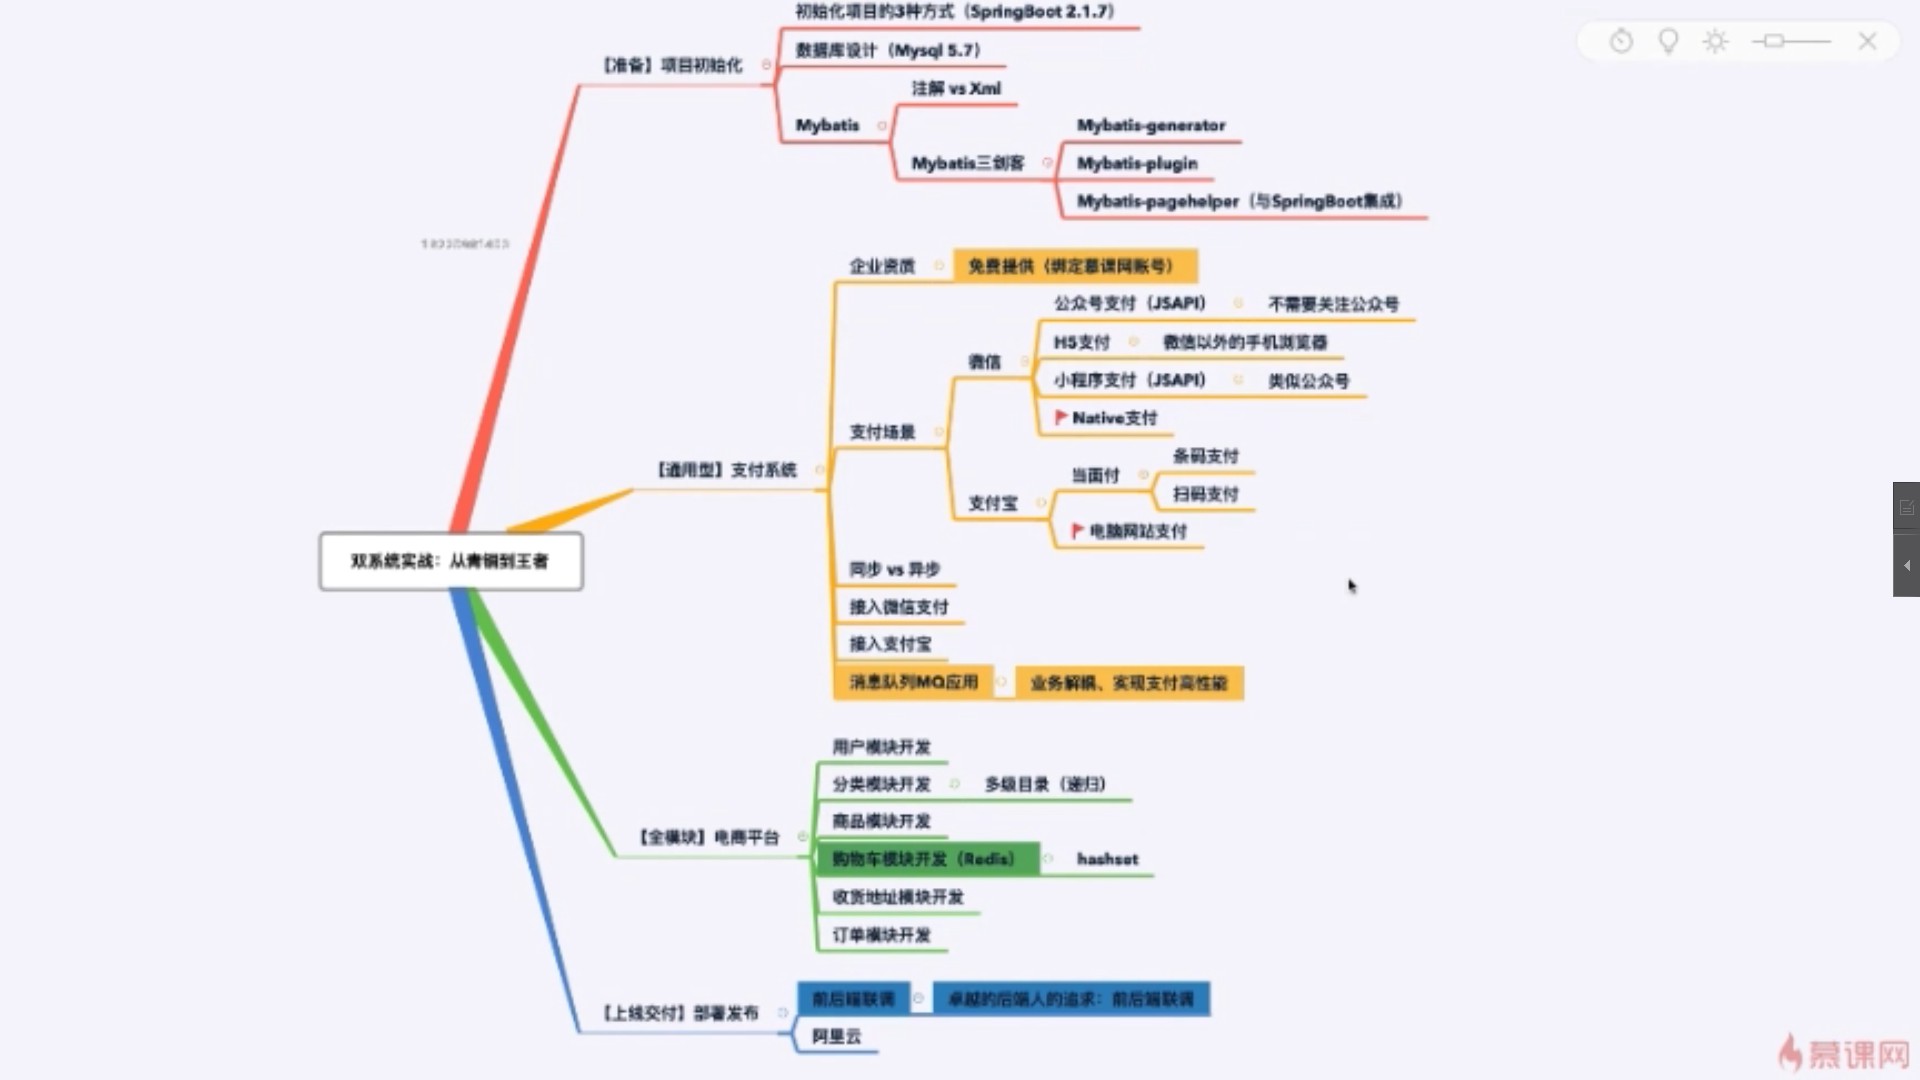 初始化项目的3种方式（SpringBoot 2.1.7）
数据库设计（Mysql 5.7）
【准备】项目初始化
注解 vs Xml
Mybatis
Mybatis-generator
Mybatis三剑客
Mybatis-plugin
Mybatis-pagehelper（与SpringBoot集成）
企业资质
免费提供（绑定慕课网账号）
公众号支付（JSAPI）
不需要关注公众号
H5支付
微信以外的手机浏览器
微信
小程序支付（JSAPI）
类似公众号
Native支付
支付场景
条码支付
【通用型】支付系统
当面付
扫码支付
支付宝
电脑网站支付
双系统实战：从青铜到王者
同步 vs 异步
接入微信支付
接入支付宝
消息队列MQ应用
业务解耦、实现支付高性能
用户模块开发
分类模块开发
多级目录（递归）
商品模块开发
【全模块】电商平台
购物车模块开发（Redis）
hashset
收货地址模块开发
订单模块开发
前后端联调
卓越的后端人的追求：前后端联调
【上线交付】部署发布
阿里云
慕课网